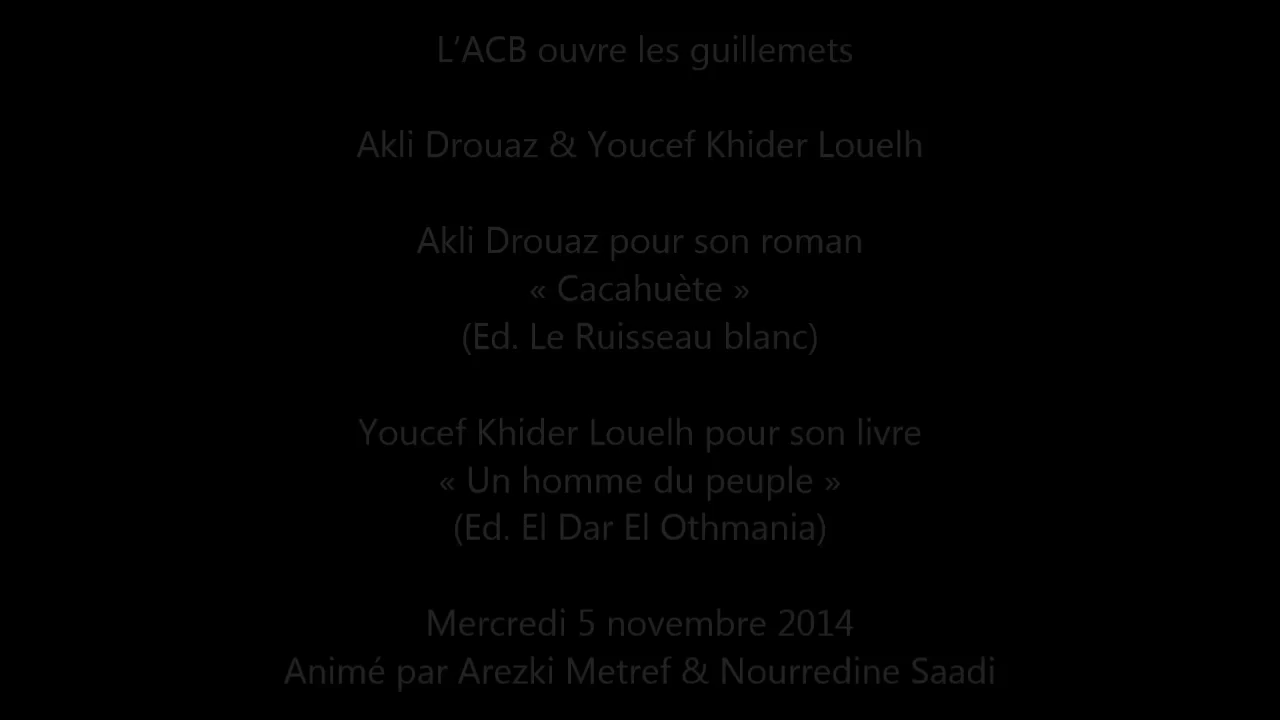 L’ACB ouvre les guillemets
Akli Drouaz & Youcef Khider Louelh
Akli Drouaz pour son roman
« Cacahuète »
(Ed. Le Ruisseau blanc)
Youcef Khider Louelh pour son livre
« Un homme du peuple »
(Ed. El Dar El Othmania)
Mercredi 5 novembre 2014
Animé par Arezki Metref & Nourredine Saadi